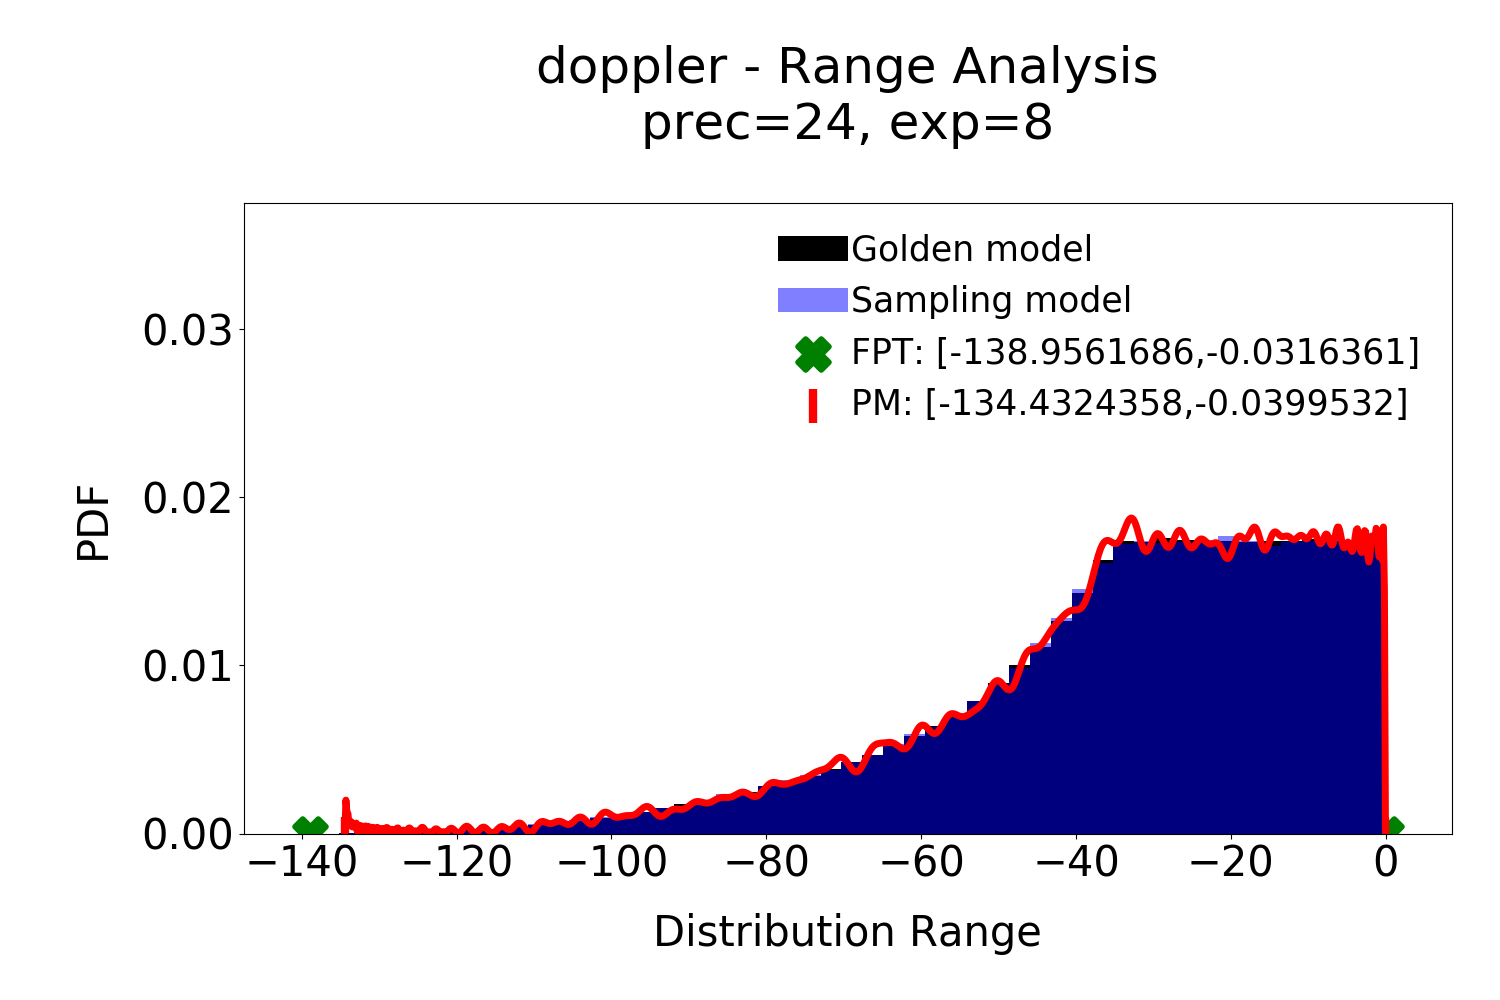 doppler - Range Analysis
prec=24, exp=8
Golden model
Sampling model
FPT: [-138.9561686,-0.0316361]
PM: [-134.4324358,-0.0399532]
PDF
0.03
0.02
0.01
0.00
−140 −120 −100 −80 −60 −40 −20 0
Distribution Range